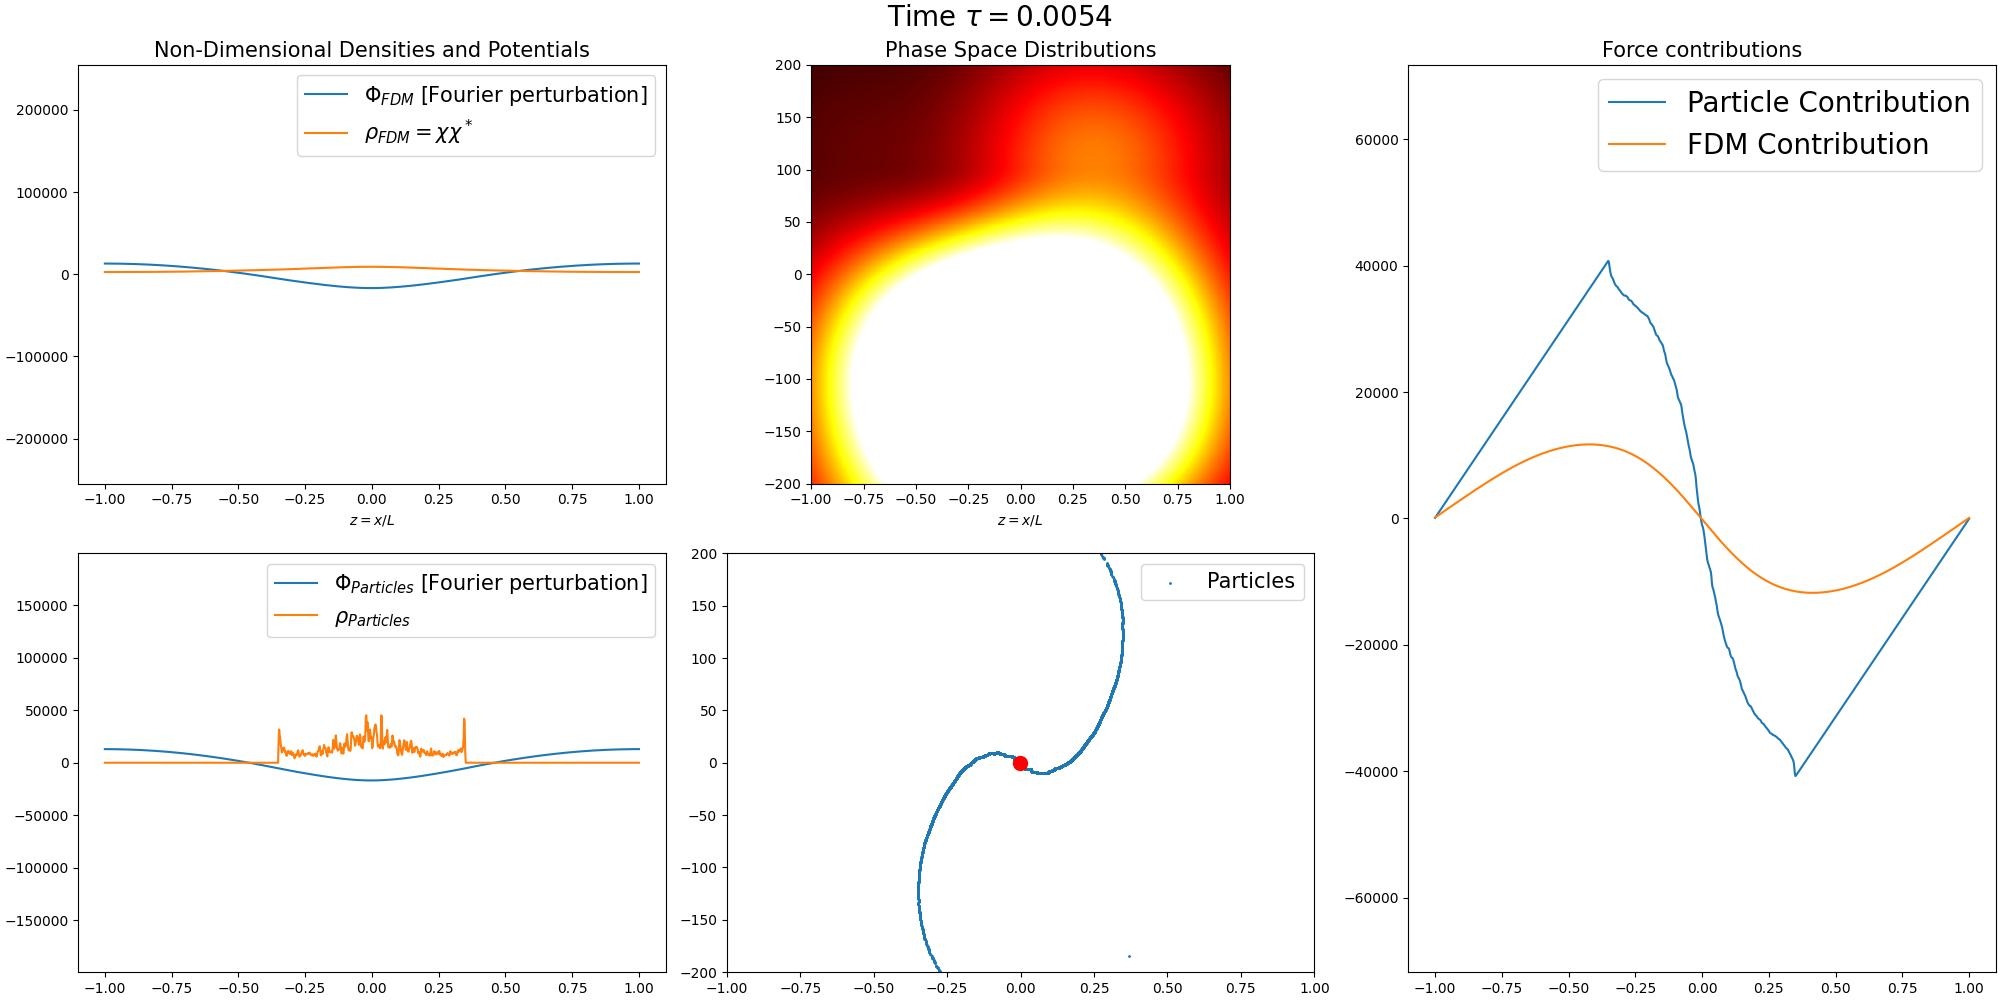 Time τ = 0.0054
Non-Dimensional Densities and Potentials
Φ_FDM [Fourier perturbation]
ρ_FDM = χχ*
200000
100000
0
−100000
−200000
−1.00 −0.75 −0.50 −0.25 0.00 0.25 0.50 0.75 1.00
z = x/L
Phase Space Distributions
200
150
100
50
0
−50
−100
−150
−200
−1.00 −0.75 −0.50 −0.25 0.00 0.25 0.50 0.75 1.00
z = x/L
Force contributions
Particle Contribution
FDM Contribution
60000
40000
20000
0
−20000
−40000
−60000
−1.00 −0.75 −0.50 −0.25 0.00 0.25 0.50 0.75 1.00
Φ_Particles [Fourier perturbation]
ρ_Particles
150000
100000
50000
0
−50000
−100000
−150000
−1.00 −0.75 −0.50 −0.25 0.00 0.25 0.50 0.75 1.00
Particles
200
150
100
50
0
−50
−100
−150
−200
−1.00 −0.75 −0.50 −0.25 0.00 0.25 0.50 0.75 1.00